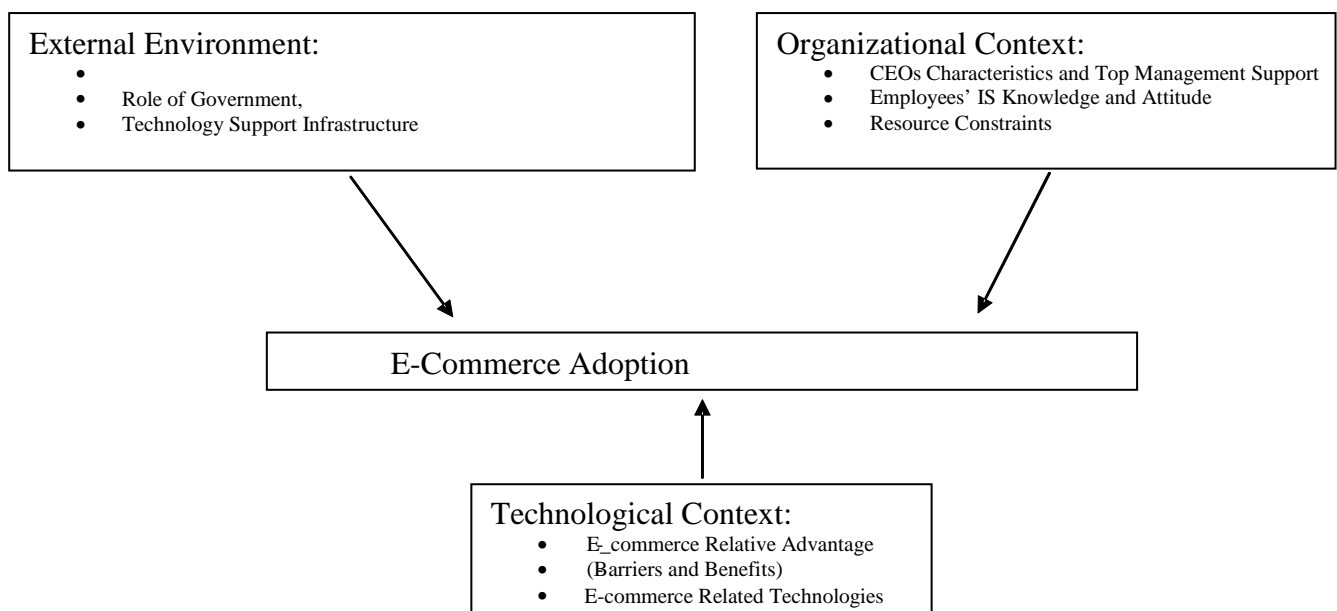 External Environment:
•
• Role of Government,
• Technology Support Infrastructure
Organizational Context:
• CEOs Characteristics and Top Management Support
• Employees’ IS Knowledge and Attitude
• Resource Constraints
E-Commerce Adoption
Technological Context:
• E-_commerce Relative Advantage
• (Barriers and Benefits)
• E-commerce Related Technologies